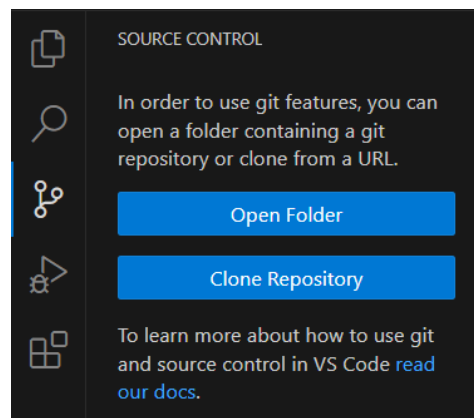 SOURCE CONTROL
In order to use git features, you can
open a folder containing a git
repository or clone from a URL.
Open Folder
Clone Repository
To learn more about how to use git
and source control in VS Code read
our docs.